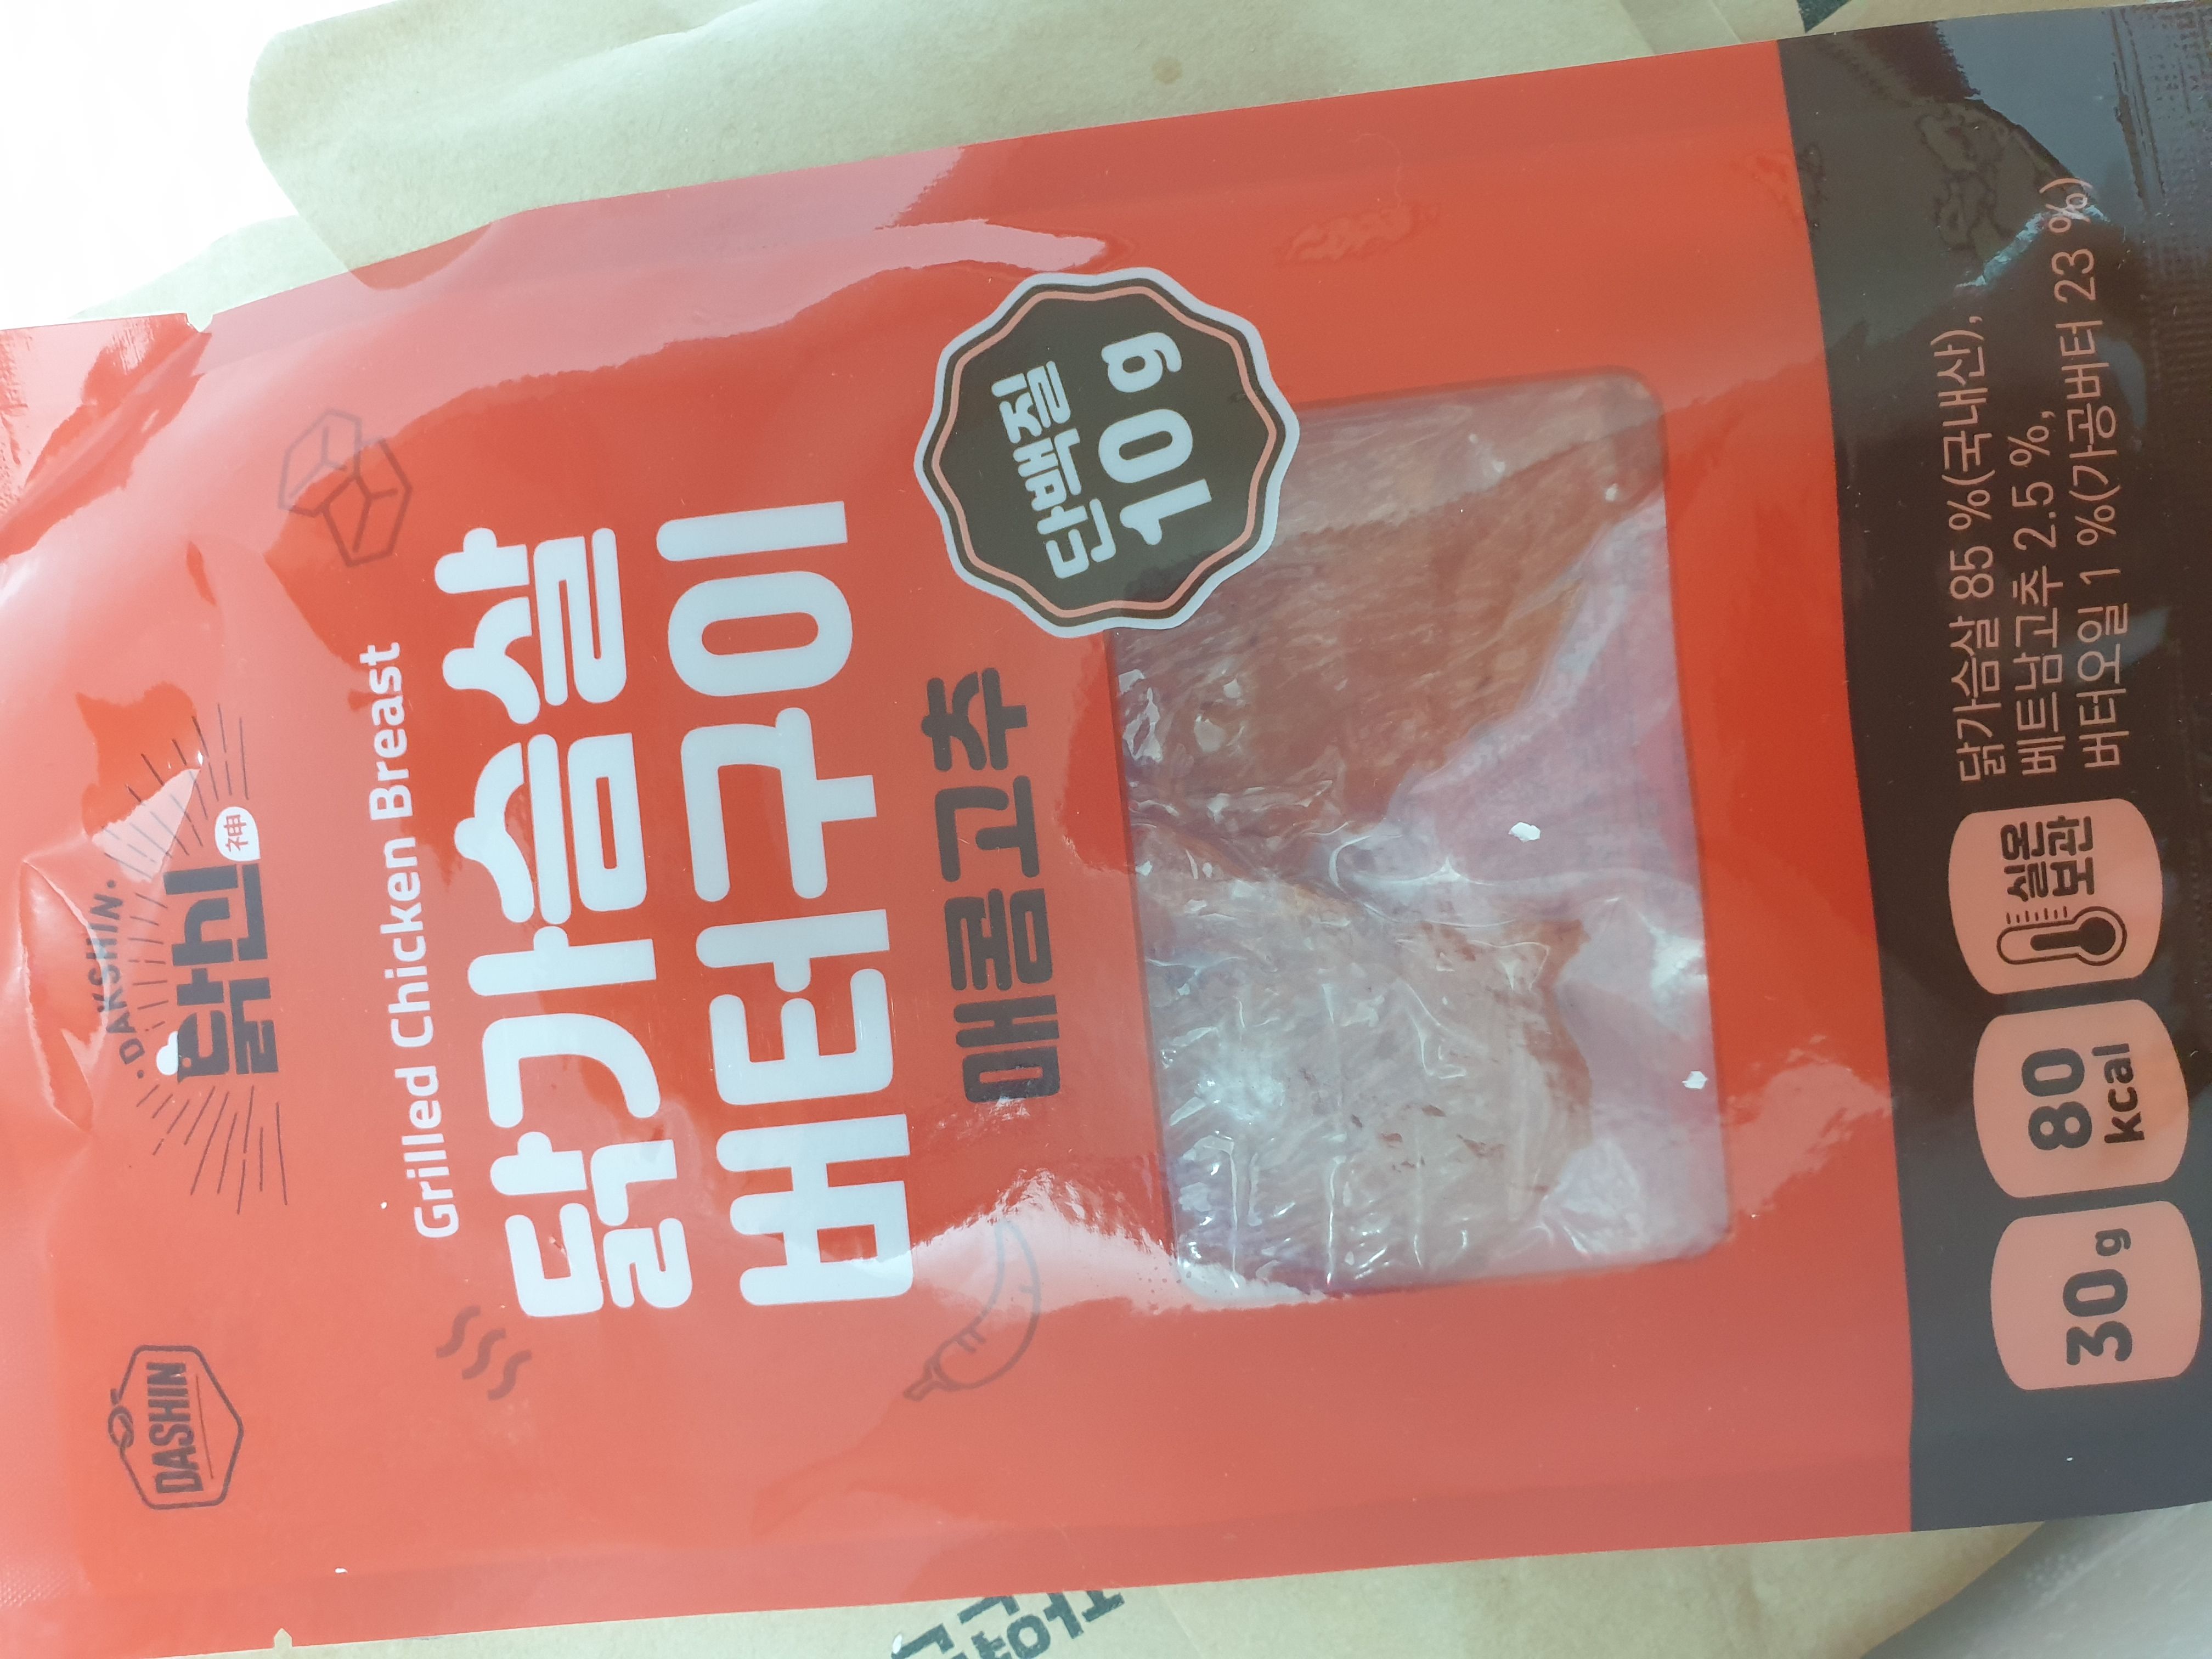 DASHIN
·DAKSHIN·
닭신
神
Grilled Chicken Breast
닭가슴살
버터구이
매콤고추
단백질
10 g
30 g
80
kcal
실온
보관
닭가슴살 85 %(국내산),
베트남고추 2.5 %,
버터오일 1 %(가공버터 23 %)